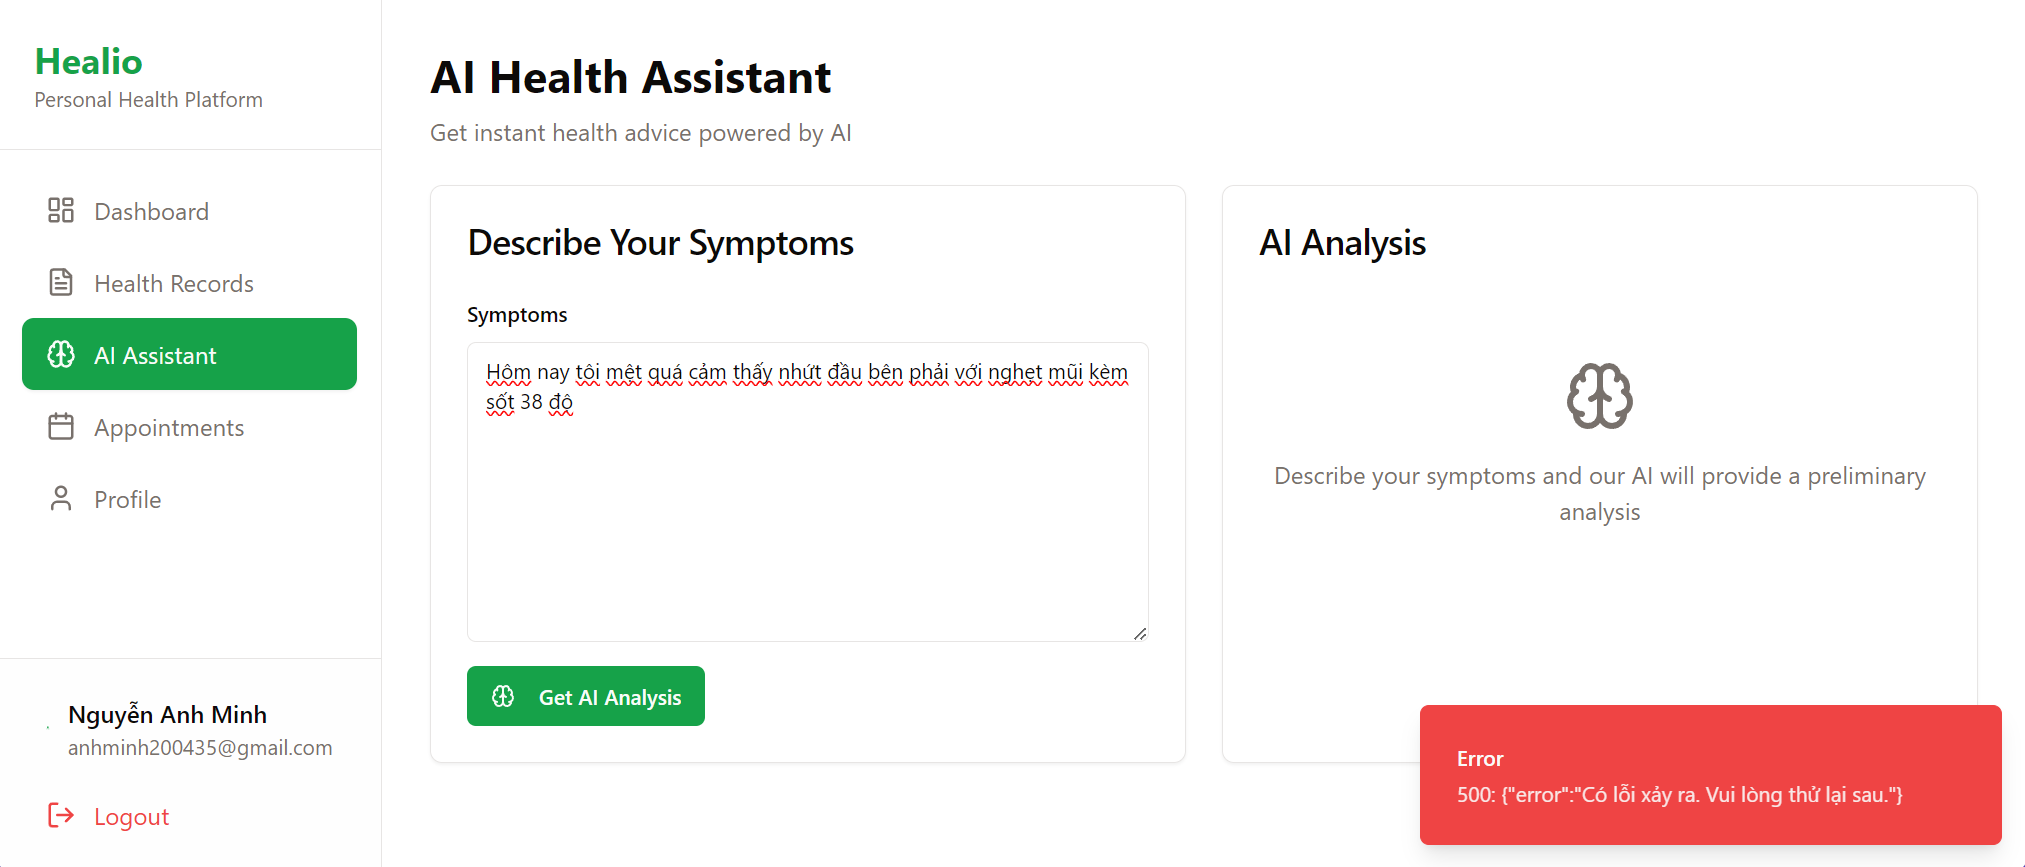 Healio
Personal Health Platform
Dashboard
Health Records
AI Assistant
Appointments
Profile
Nguyễn Anh Minh
anhminh200435@gmail.com
Logout
AI Health Assistant
Get instant health advice powered by AI
Describe Your Symptoms
Symptoms
Hôm nay tôi mệt quá cảm thấy nhứt đầu bên phải với nghẹt mũi kèm
sốt 38 độ
Get AI Analysis
AI Analysis
Describe your symptoms and our AI will provide a preliminary
analysis
Error
500: {"error":"Có lỗi xảy ra. Vui lòng thử lại sau."}